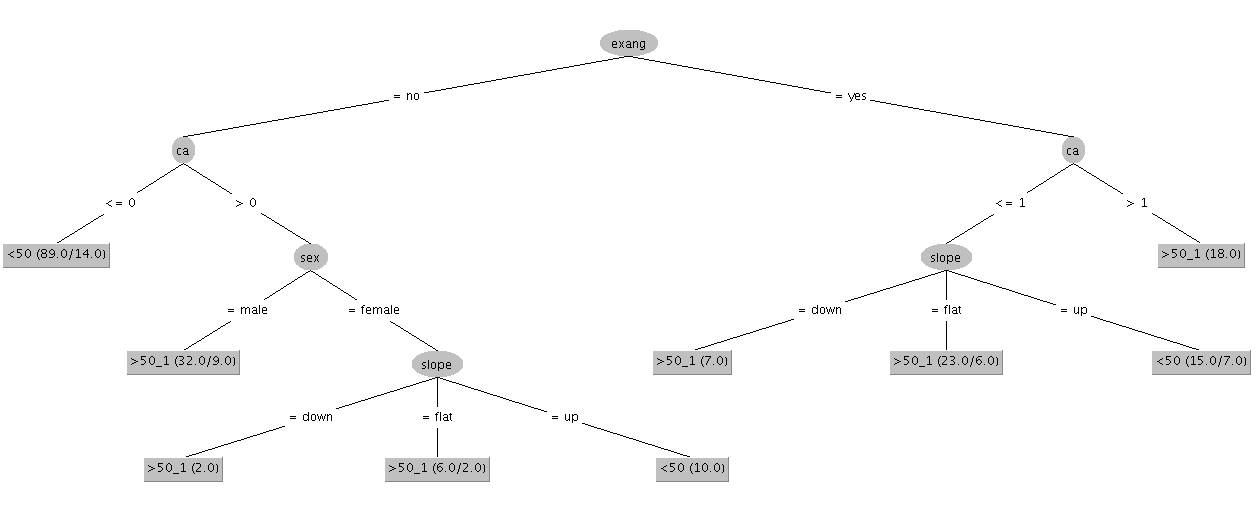 exang
= no
= yes
ca
ca
<= 0
> 0
<= 1
> 1
<50 (89.0/14.0)
sex
slope
>50_1 (18.0)
= male
= female
= down
= flat
= up
>50_1 (32.0/9.0)
slope
>50_1 (7.0)
>50_1 (23.0/6.0)
<50 (15.0/7.0)
= down
= flat
= up
>50_1 (2.0)
>50_1 (6.0/2.0)
<50 (10.0)